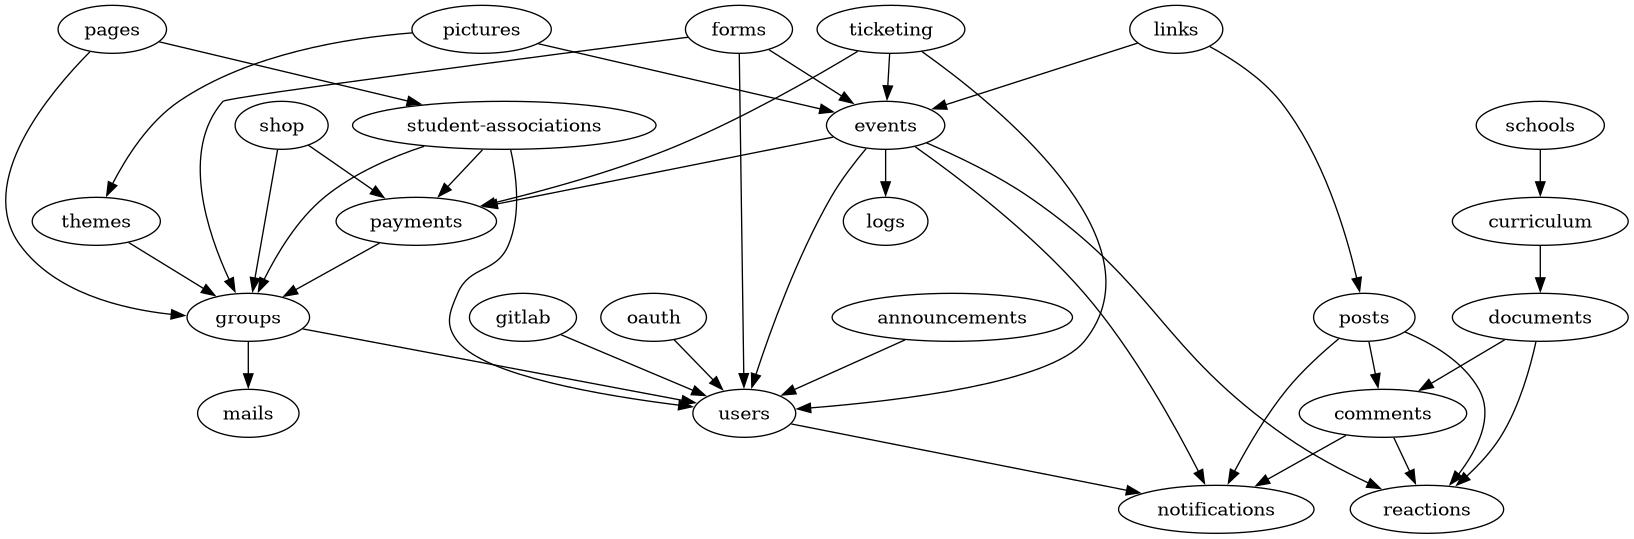 pages
pictures
forms
ticketing
links
shop
student-associations
events
schools
themes
payments
logs
curriculum
groups
gitlab
oauth
announcements
posts
documents
mails
users
comments
notifications
reactions